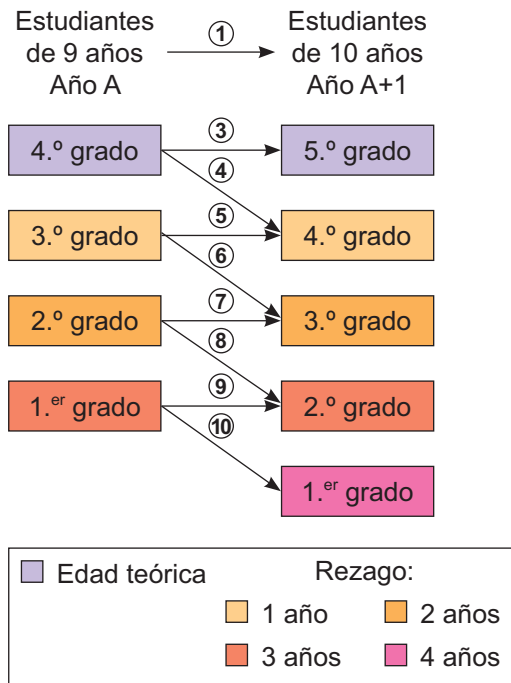 Estudiantes
de 9 años
Año A
①
Estudiantes
de 10 años
Año A+1
4.º grado
③
5.º grado
④
3.º grado
⑤
4.º grado
⑥
2.º grado
⑦
3.º grado
⑧
1.er grado
⑨
2.º grado
⑩
1.er grado
Edad teórica
Rezago:
1 año
2 años
3 años
4 años